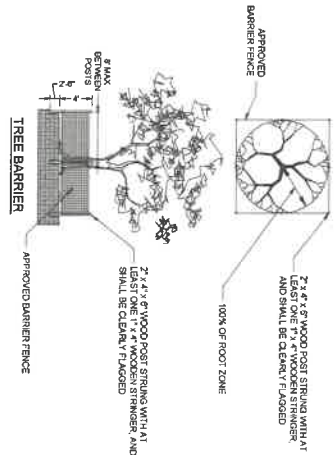 APPROVED
BARRIER FENCE
2" x 4" x 6' WOOD POST STRUNG WITH AT
LEAST ONE 1" x 4" WOODEN STRINGER,
AND SHALL BE CLEARLY FLAGGED
100% OF ROOT ZONE
8' MAX
BETWEEN
POSTS
2'-6"
4'
2" x 4" x 6' WOOD POST STRUNG WITH AT
LEAST ONE 1" x 4" WOODEN STRINGER, AND
SHALL BE CLEARLY FLAGGED
APPROVED BARRIER FENCE
TREE BARRIER